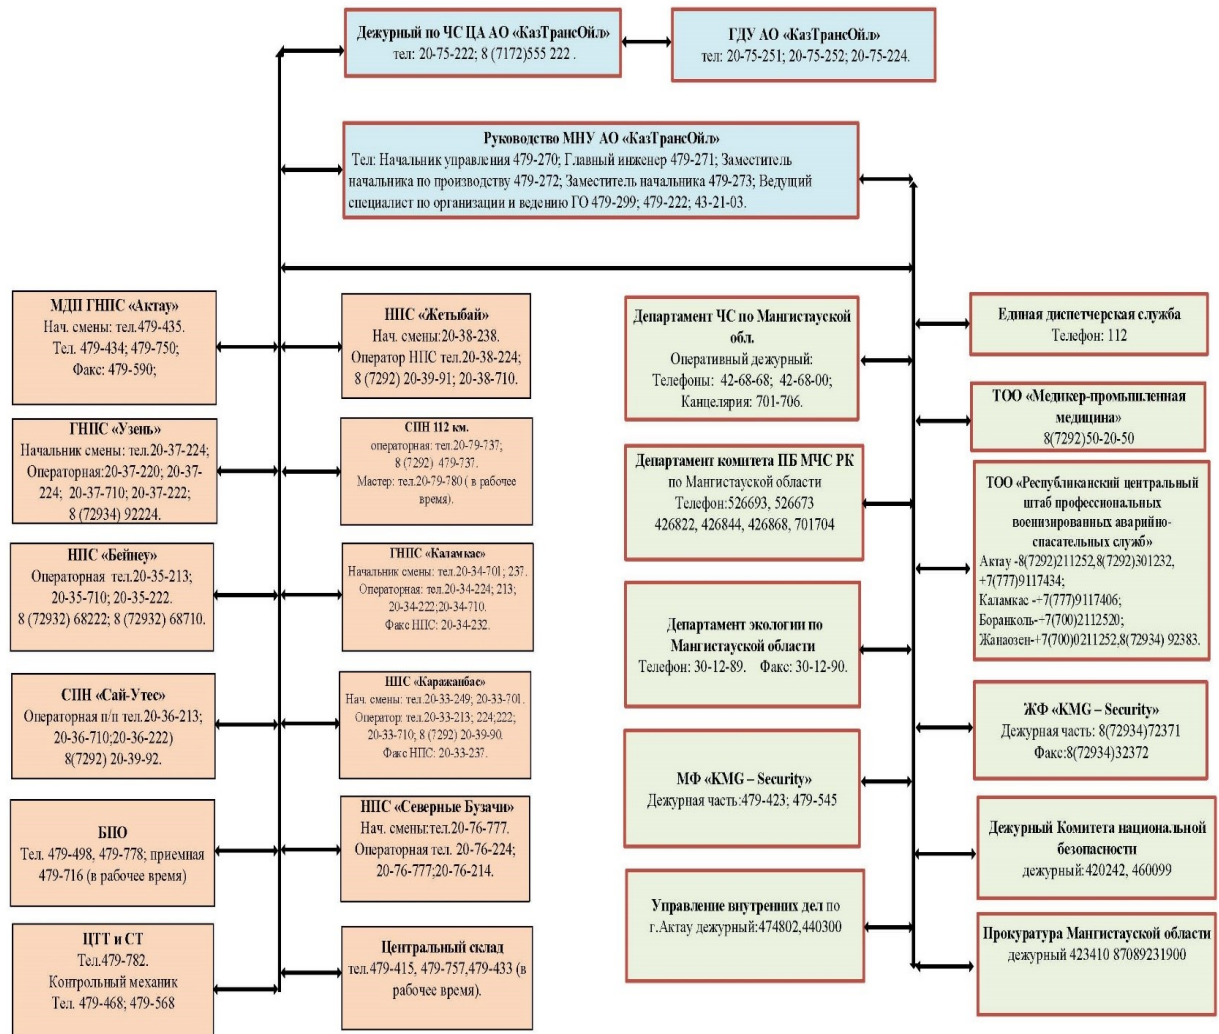 Дежурный по ЧС ЦА АО «КазТрансОйл»
тел: 20-75-222; 8 (7172)555 222 .
ГДУ АО «КазТрансОйл»
тел: 20-75-251; 20-75-252; 20-75-224.
Руководство МНУ АО «КазТрансОйл»
Тел: Начальник управления 479-270; Главный инженер 479-271; Заместитель
начальника по производству 479-272; Заместитель начальника 479-273; Ведущий
специалист по организации и ведению ГО 479-299; 479-222; 43-21-03.
МДП ГНПС «Актау»
Нач. смены: тел.479-435.
Тел. 479-434; 479-750;
Факс: 479-590;
НПС «Жетыбай»
Нач. смены:20-38-238.
Оператор НПС тел.20-38-224;
8 (7292) 20-39-91; 20-38-710.
ГНПС «Узень»
Начальник смены: тел.20-37-224;
Операторная:20-37-220; 20-37-
224; 20-37-710; 20-37-222;
8 (72934) 92224.
СПН 112 км.
операторная: тел.20-79-737;
8 (7292) 479-737.
Мастер: тел.20-79-780 ( в рабочее
время).
НПС «Бейнеу»
Операторная тел.20-35-213;
20-35-710; 20-35-222.
8 (72932) 68222; 8 (72932) 68710.
ГНПС «Каламкас»
Начальник смены: тел.20-34-701; 237.
Операторная: тел.20-34-224; 213;
20-34-222;20-34-710.
Факс НПС: 20-34-232.
СПН «Сай-Утес»
Операторная п/п тел.20-36-213;
20-36-710;20-36-222)
8(7292) 20-39-92.
НПС «Каражанбас»
Нач. смены: тел.20-33-249; 20-33-701.
Оператор: тел.20-33-213; 224;222;
20-33-710; 8 (7292) 20-39-90.
Факс НПС: 20-33-237.
БПО
Тел. 479-498, 479-778; приемная
479-716 (в рабочее время)
НПС «Северные Бузачи»
Нач. смены:тел.20-76-777.
Операторная тел. 20-76-224;
20-76-777;20-76-214.
ЦТТ и СТ
Тел.479-782.
Контрольный механик
Тел. 479-468; 479-568
Центральный склад
тел.479-415, 479-757,479-433 (в
рабочее время).
Департамент ЧС по Мангистауской
обл.
Оперативный дежурный:
Телефоны: 42-68-68; 42-68-00;
Канцелярия: 701-706.
Департамент комитета ПБ МЧС РК
по Мангистауской области
Телефон:526693, 526673
426822, 426844, 426868, 701704
Департамент экологии по
Мангистауской области
Телефон: 30-12-89. Факс: 30-12-90.
МФ «KMG – Security»
Дежурная часть:479-423; 479-545
Управление внутренних дел по
г.Актау дежурный:474802,440300
Единая диспетчерская служба
Телефон: 112
ТОО «Медикер-промышленная
медицина»
8(7292)50-20-50
ТОО «Республиканский центральный
штаб профессиональных
военизированных аварийно-
спасательных служб»
Актау -8(7292)211252,8(7292)301232,
+7(777)9117434;
Каламкас -+7(777)9117406;
Боранколь-+7(700)2112520;
Жанаозен-+7(700)0211252,8(72934) 92383.
ЖФ «KMG – Security»
Дежурная часть: 8(72934)72371
Факс:8(72934)32372
Дежурный Комитета национальной
безопасности
дежурный:420242, 460099
Прокуратура Мангистауской области
дежурный 423410 87089231900